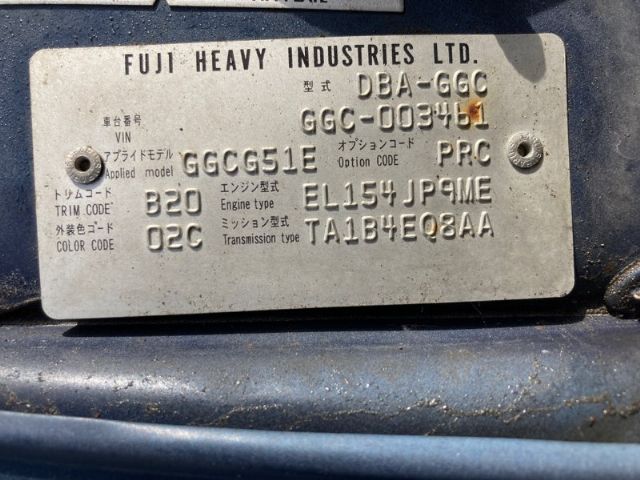 FUJI HEAVY INDUSTRIES LTD.
型式 DBA-GGC
車台番号 VIN GGC-003461
アプライドモデル Applied model GGCG51E オプションコード Option CODE PRC
トリムコード TRIM CODE B20 エンジン型式 Engine type EL154JP9ME
外装色コード COLOR CODE 02C ミッション型式 Transmission type TA1B4EQ8AA